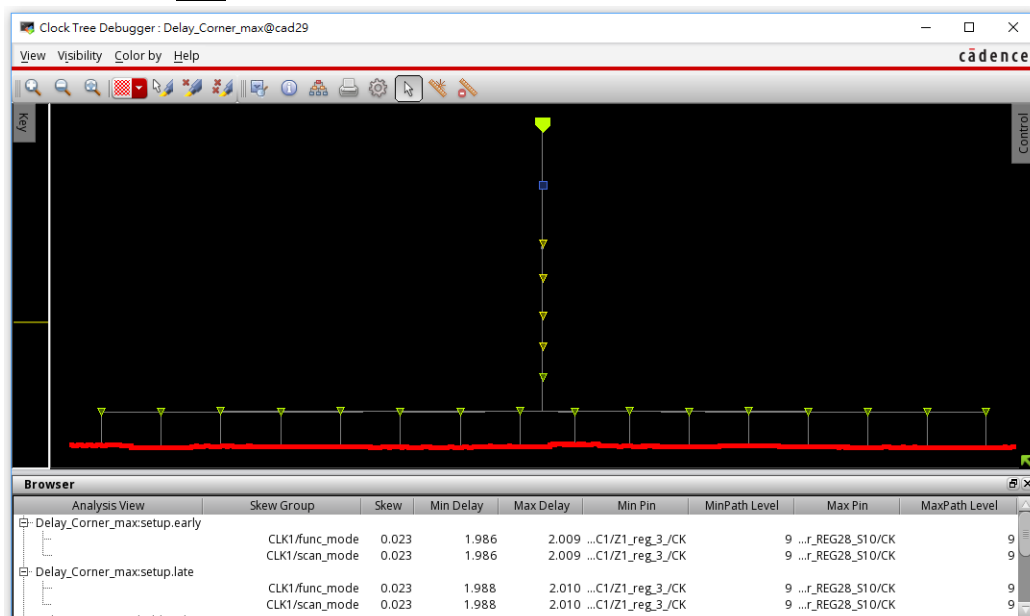 Clock Tree Debugger : Delay_Corner_max@cad29
View Visibility Color by Help cādence
Key
Control
Browser
Analysis View Skew Group Skew Min Delay Max Delay Min Pin MinPath Level Max Pin MaxPath Level
Delay_Corner_max:setup.early
CLK1/func_mode 0.023 1.986 2.009 ...C1/Z1_reg_3_/CK 9 ...r_REG28_S10/CK 9
CLK1/scan_mode 0.023 1.986 2.009 ...C1/Z1_reg_3_/CK 9 ...r_REG28_S10/CK 9
Delay_Corner_max:setup.late
CLK1/func_mode 0.023 1.988 2.010 ...C1/Z1_reg_3_/CK 9 ...r_REG28_S10/CK 9
CLK1/scan_mode 0.023 1.988 2.010 ...C1/Z1_reg_3_/CK 9 ...r_REG28_S10/CK 9